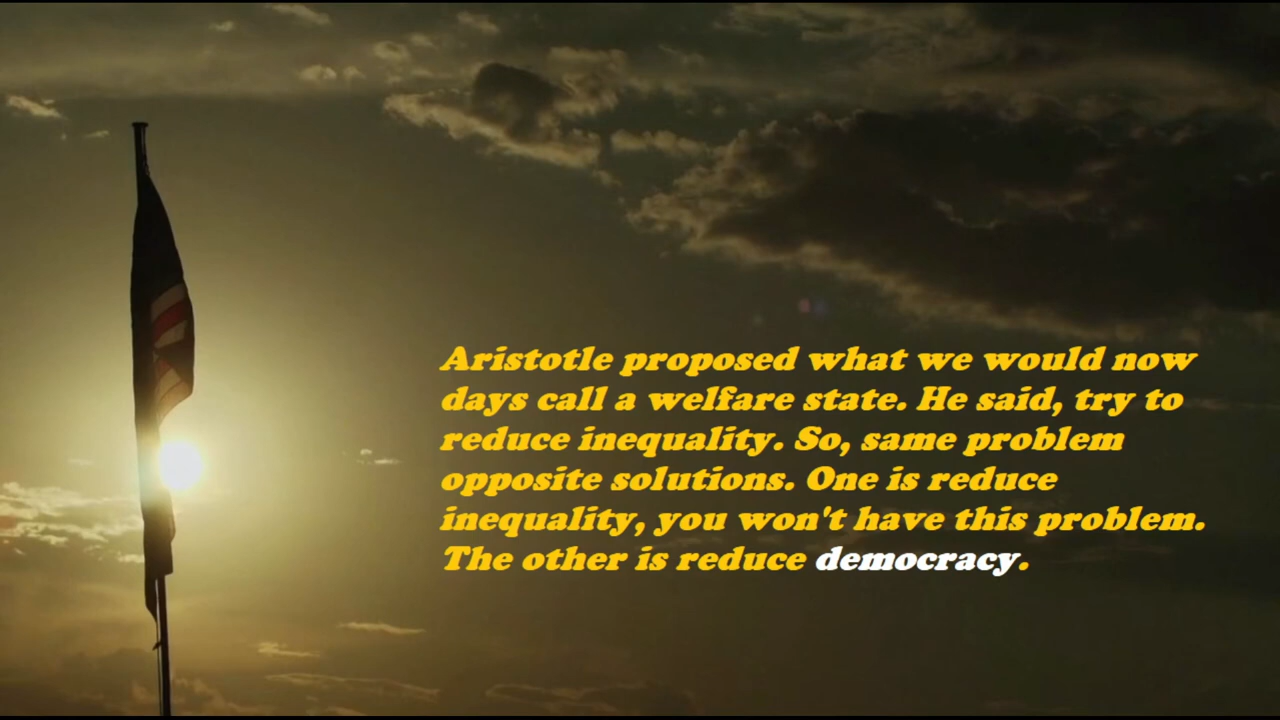 Aristotle proposed what we would now
days call a welfare state. He said, try to
reduce inequality. So, same problem
opposite solutions. One is reduce
inequality, you won't have this problem.
The other is reduce democracy.